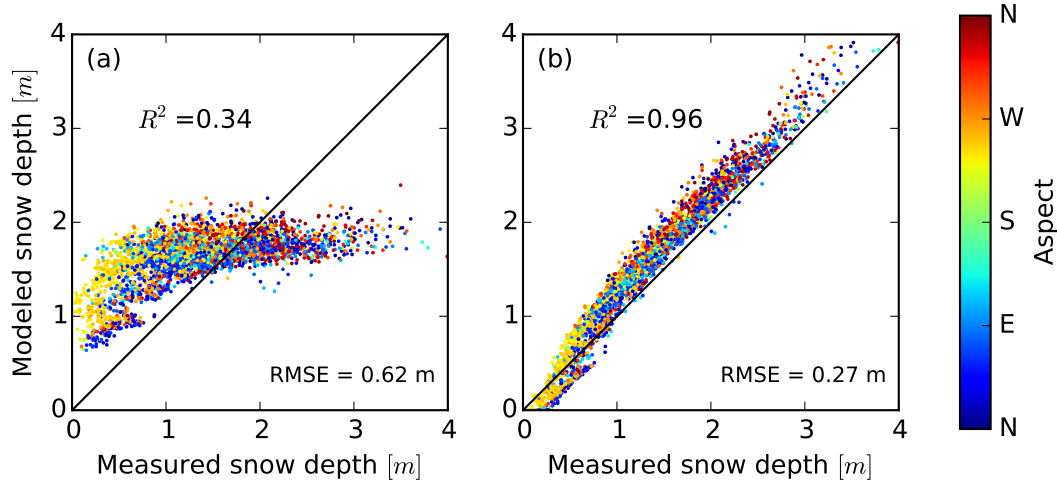 (a)
R² =0.34
RMSE = 0.62 m
4
3
2
1
0
0 1 2 3 4
Modeled snow depth [m]
Measured snow depth [m]
(b)
R² =0.96
RMSE = 0.27 m
4
3
2
1
0
0 1 2 3 4
Measured snow depth [m]
N
W
S
E
N
Aspect